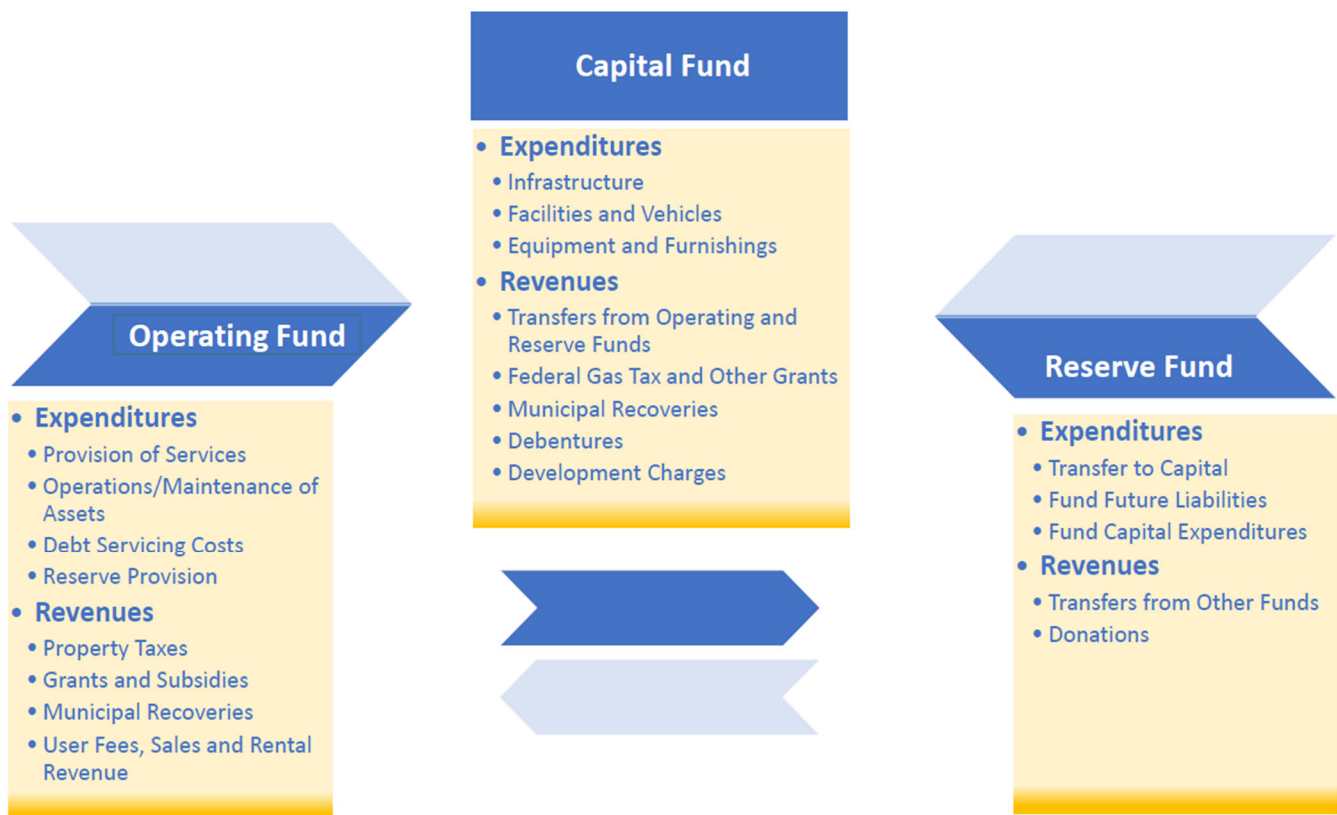 Capital Fund
• Expenditures
• Infrastructure
• Facilities and Vehicles
• Equipment and Furnishings
• Revenues
• Transfers from Operating and
Reserve Funds
• Federal Gas Tax and Other Grants
• Municipal Recoveries
• Debentures
• Development Charges
Operating Fund
• Expenditures
• Provision of Services
• Operations/Maintenance of
Assets
• Debt Servicing Costs
• Reserve Provision
• Revenues
• Property Taxes
• Grants and Subsidies
• Municipal Recoveries
• User Fees, Sales and Rental
Revenue
Reserve Fund
• Expenditures
• Transfer to Capital
• Fund Future Liabilities
• Fund Capital Expenditures
• Revenues
• Transfers from Other Funds
• Donations